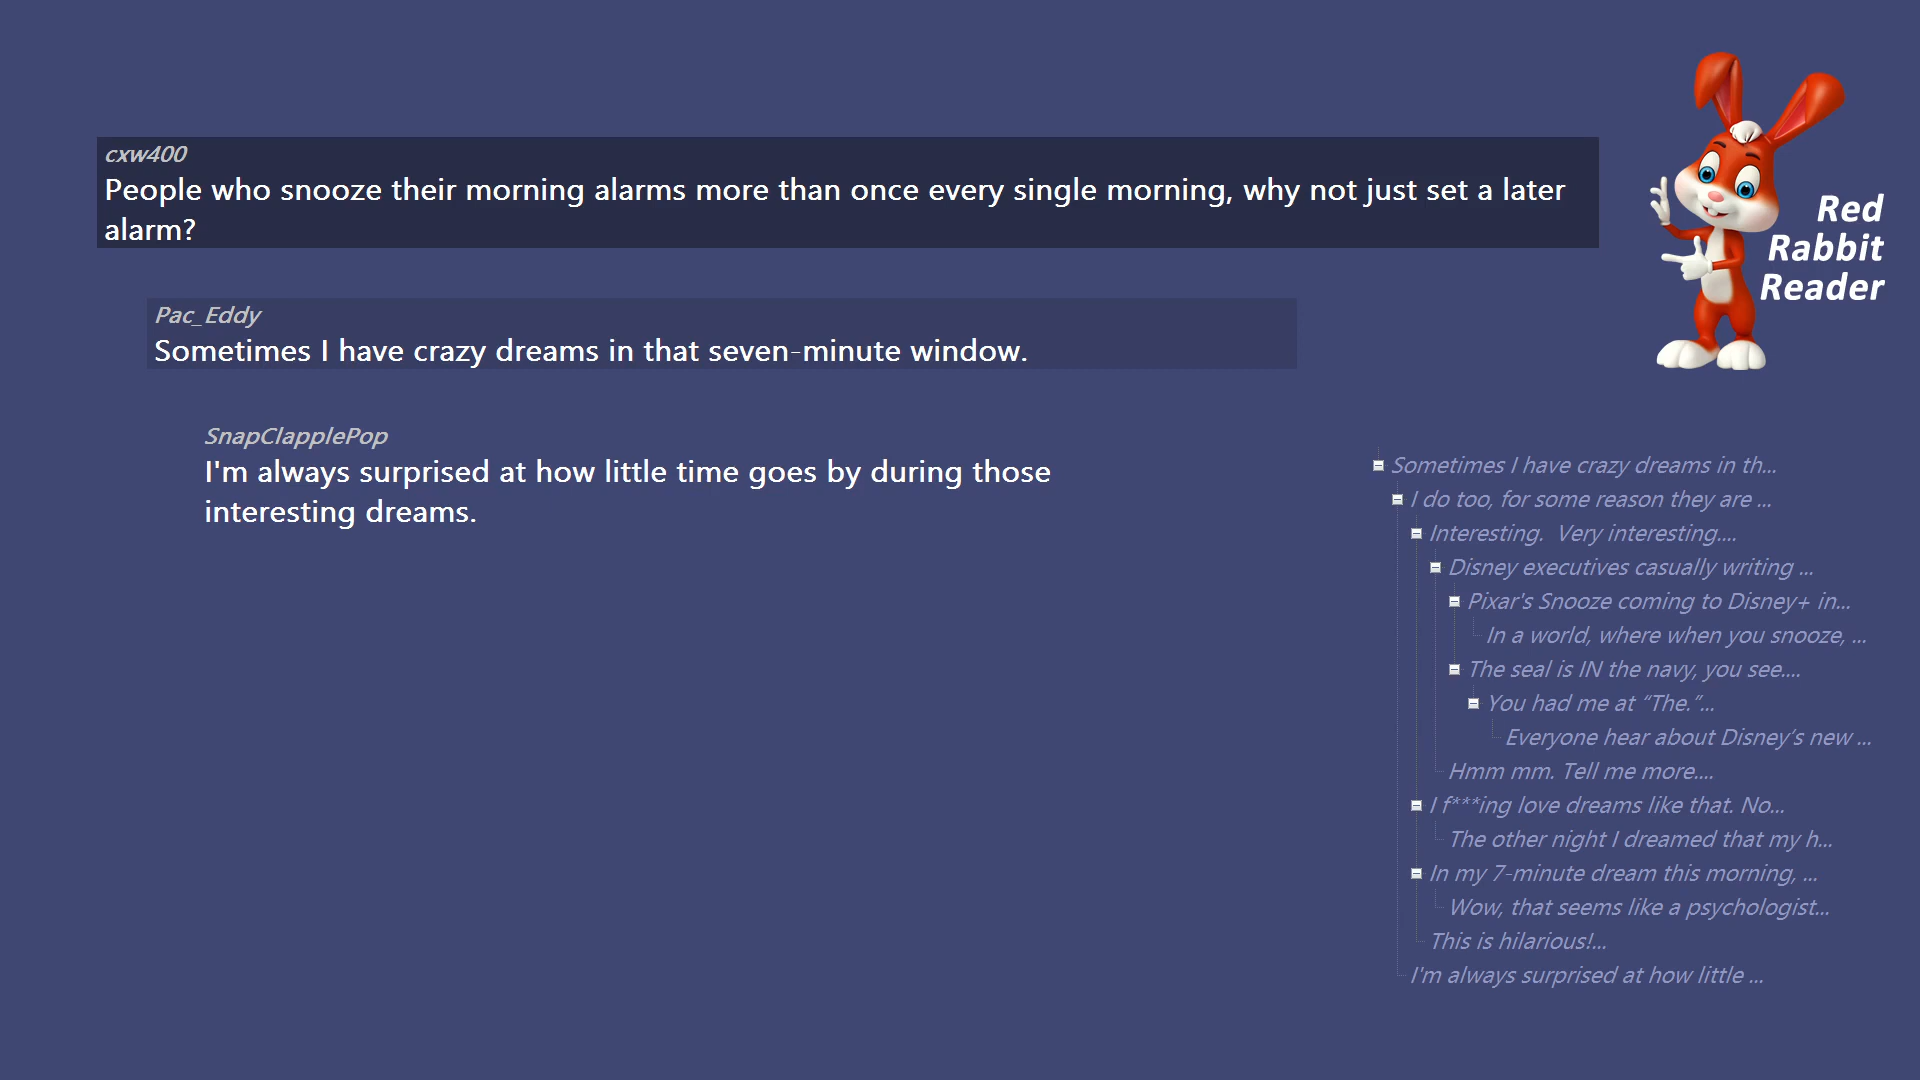 cxw400
People who snooze their morning alarms more than once every single morning, why not just set a later
alarm?
Red
Rabbit
Reader
Pac_Eddy
Sometimes I have crazy dreams in that seven-minute window.
SnapClapplePop
I'm always surprised at how little time goes by during those
interesting dreams.
Sometimes I have crazy dreams in th...
I do too, for some reason they are ...
Interesting.  Very interesting....
Disney executives casually writing ...
Pixar's Snooze coming to Disney+ in...
In a world, where when you snooze, ...
The seal is IN the navy, you see....
You had me at “The.”...
Everyone hear about Disney’s new ...
Hmm mm. Tell me more....
I f***ing love dreams like that. No...
The other night I dreamed that my h...
In my 7-minute dream this morning, ...
Wow, that seems like a psychologist...
This is hilarious!...
I'm always surprised at how little ...